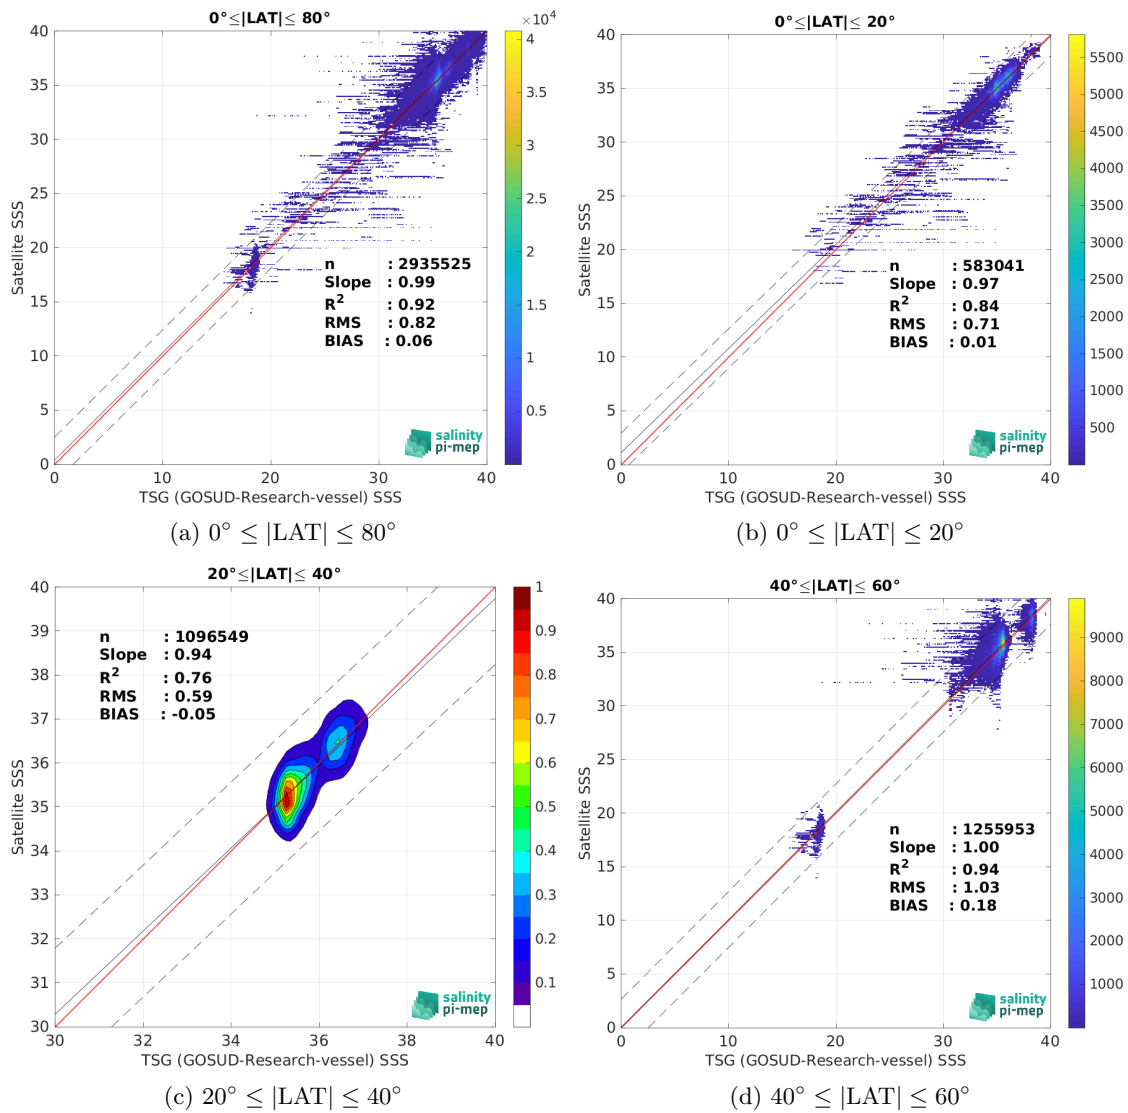 0°≤|LAT|≤ 80°
×10⁴
Satellite SSS
40
35
30
25
20
15
10
5
0
0
10
20
30
40
4
3.5
3
2.5
2
1.5
1
0.5
n : 2935525
Slope : 0.99
R² : 0.92
RMS : 0.82
BIAS : 0.06
salinity
pi-mep
TSG (GOSUD-Research-vessel) SSS
(a) 0° ≤ |LAT| ≤ 80°
0°≤|LAT|≤ 20°
Satellite SSS
40
35
30
25
20
15
10
5
0
0
10
20
30
40
5500
5000
4500
4000
3500
3000
2500
2000
1500
1000
500
n : 583041
Slope : 0.97
R² : 0.84
RMS : 0.71
BIAS : 0.01
salinity
pi-mep
TSG (GOSUD-Research-vessel) SSS
(b) 0° ≤ |LAT| ≤ 20°
20°≤|LAT|≤ 40°
Satellite SSS
40
39
38
37
36
35
34
33
32
31
30
30
32
34
36
38
40
1
0.9
0.8
0.7
0.6
0.5
0.4
0.3
0.2
0.1
n : 1096549
Slope : 0.94
R² : 0.76
RMS : 0.59
BIAS : -0.05
salinity
pi-mep
TSG (GOSUD-Research-vessel) SSS
(c) 20° ≤ |LAT| ≤ 40°
40°≤|LAT|≤ 60°
Satellite SSS
40
35
30
25
20
15
10
5
0
0
10
20
30
40
9000
8000
7000
6000
5000
4000
3000
2000
1000
0
n : 1255953
Slope : 1.00
R² : 0.94
RMS : 1.03
BIAS : 0.18
salinity
pi-mep
TSG (GOSUD-Research-vessel) SSS
(d) 40° ≤ |LAT| ≤ 60°